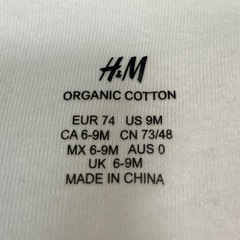 H&M
ORGANIC COTTON
EUR 74 US 9M
CA 6-9M CN 73/48
MX 6-9M AUS 0
UK 6-9M
MADE IN CHINA